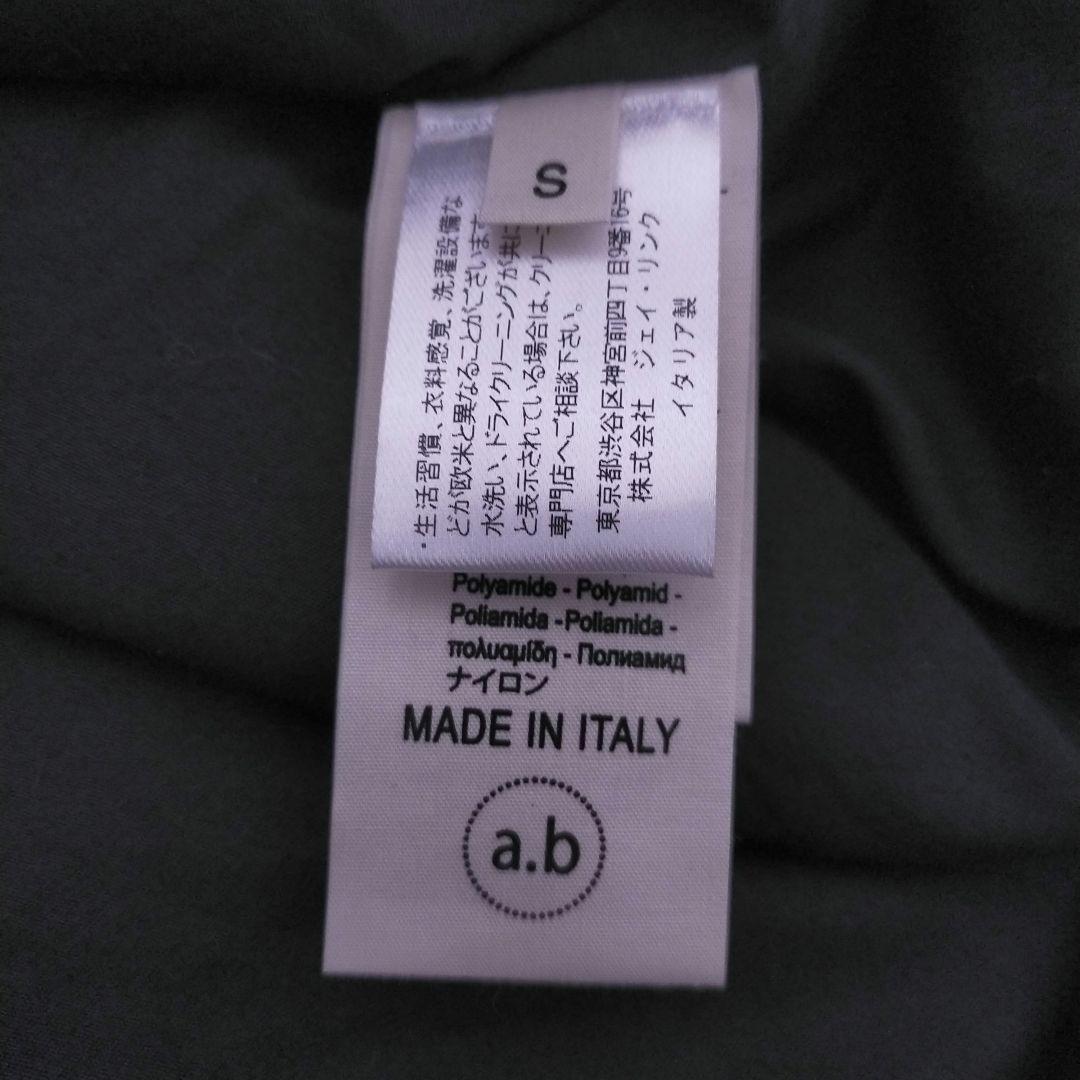 S
・生活習慣、衣料感覚、洗濯設備な
どが欧米と異なることがございます
水洗い、ドライクリーニングが共に
と表示されている場合は、クリーニ
専門店へご相談下さい。
東京都渋谷区神宮前四丁目9番16号
株式会社 ジェイ・リンク
イタリア製
Polyamide - Polyamid -
Poliamida -Poliamida -
πολυαμίδη - Полиамид
ナイロン
MADE IN ITALY
a.b